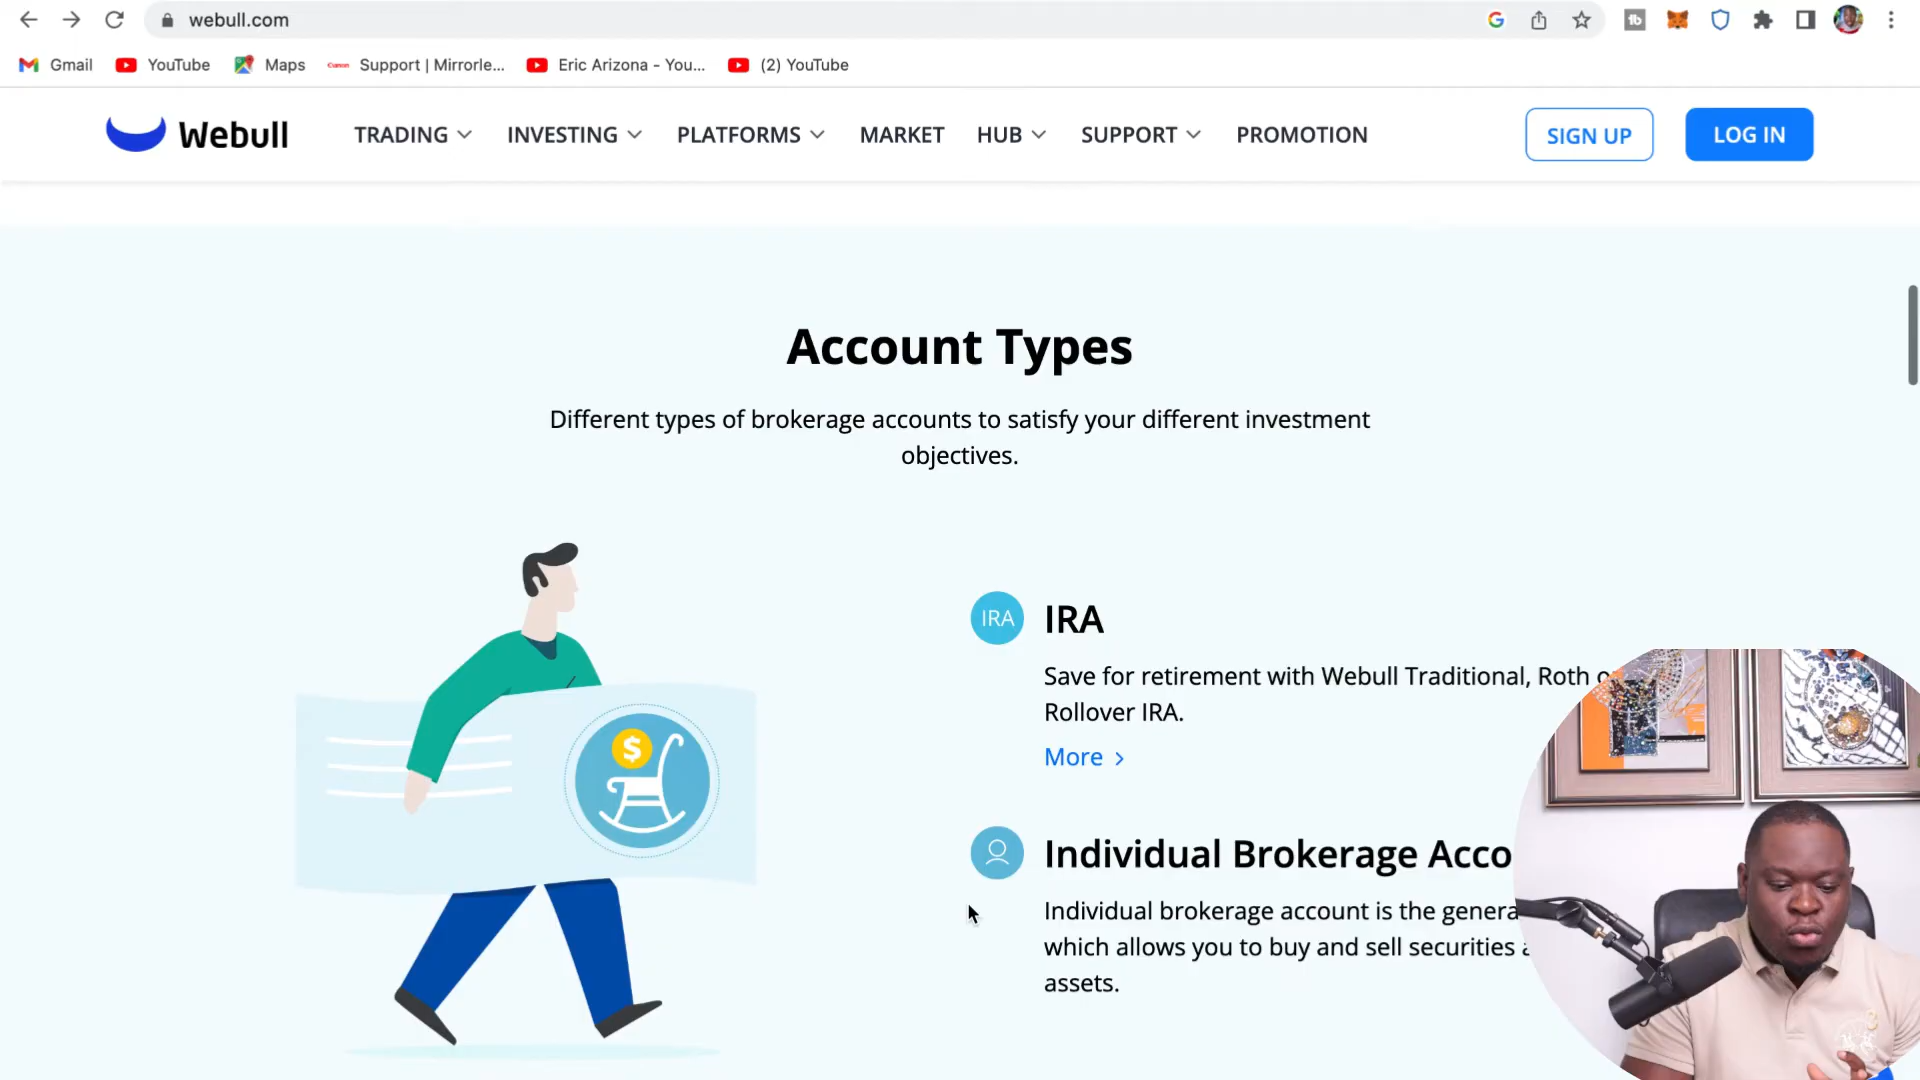 webull.com
Gmail
YouTube
Maps
Canon
Support | Mirrorle...
Eric Arizona - You...
(2) YouTube
Webull
TRADING
INVESTING
PLATFORMS
MARKET
HUB
SUPPORT
PROMOTION
SIGN UP
LOG IN
Account Types
Different types of brokerage accounts to satisfy your different investment
objectives.
$
IRA
IRA
Save for retirement with Webull Traditional, Roth
Rollover IRA.
More
Individual Brokerage Acco
Individual brokerage account is the genera
which allows you to buy and sell securities
assets.